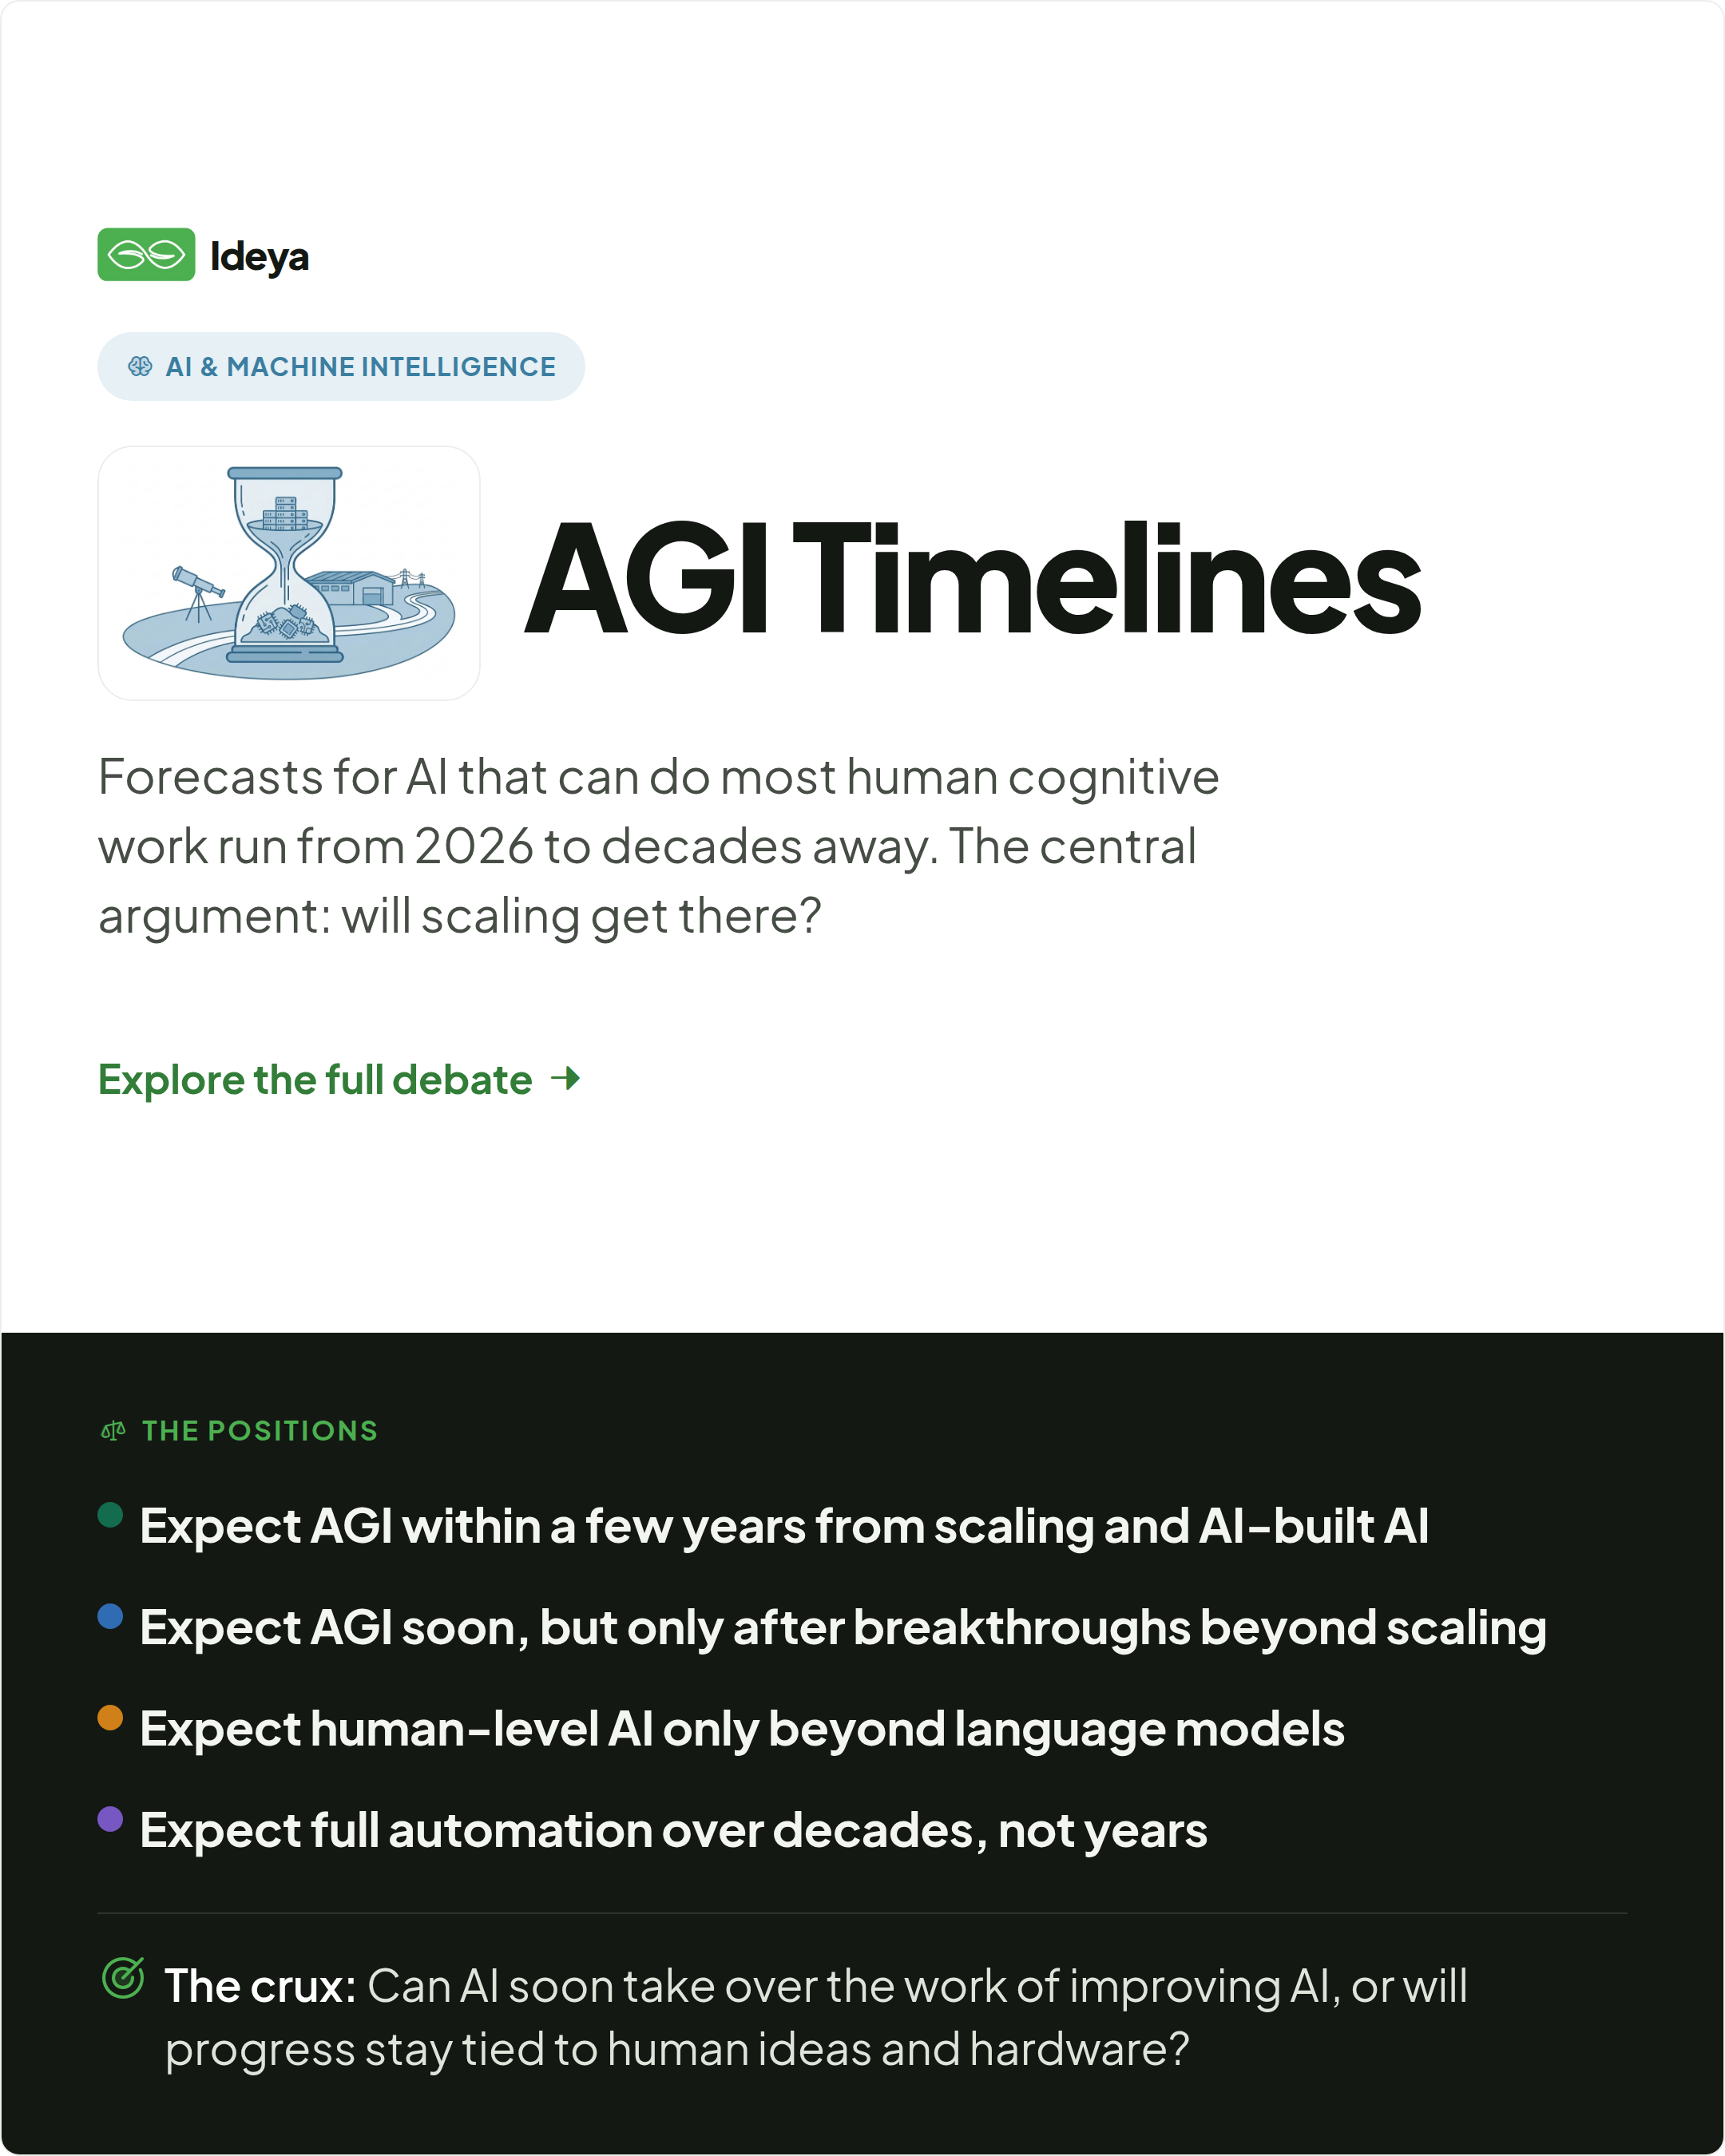 Ideya
AI & MACHINE INTELLIGENCE
AGI Timelines
Forecasts for AI that can do most human cognitive
work run from 2026 to decades away. The central
argument: will scaling get there?
Explore the full debate
THE POSITIONS
Expect AGI within a few years from scaling and AI-built AI
Expect AGI soon, but only after breakthroughs beyond scaling
Expect human-level AI only beyond language models
Expect full automation over decades, not years
The crux: Can AI soon take over the work of improving AI, or will
progress stay tied to human ideas and hardware?